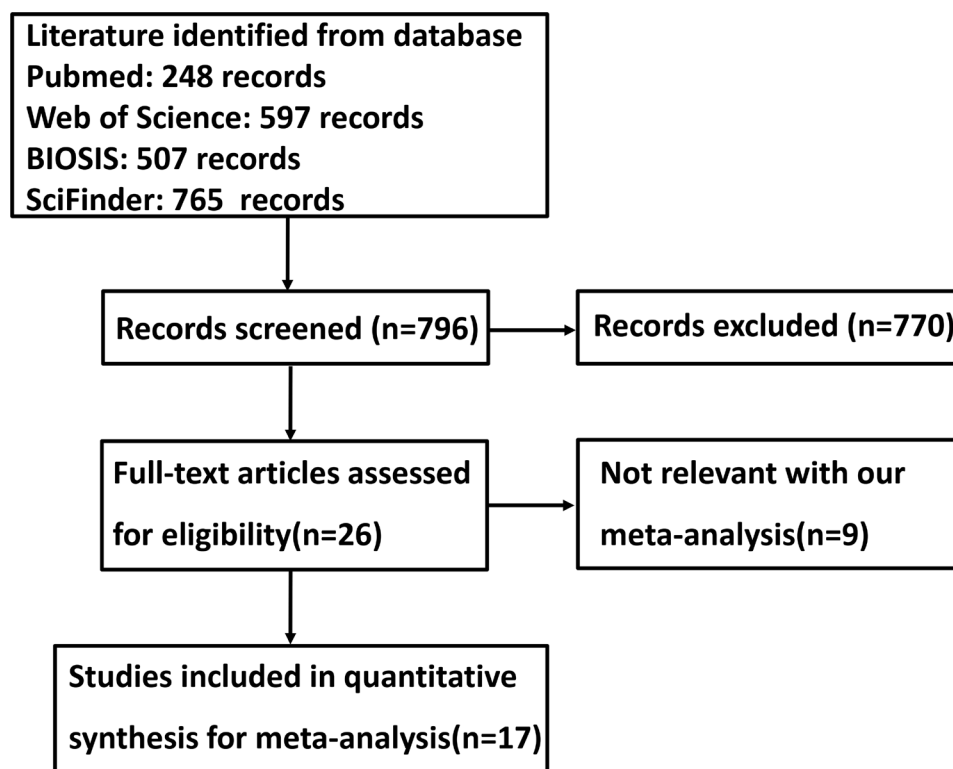 Literature identified from database
Pubmed: 248 records
Web of Science: 597 records
BIOSIS: 507 records
SciFinder: 765  records
Records screened (n=796)
Records excluded (n=770)
Full-text articles assessed
for eligibility(n=26)
Not relevant with our
meta-analysis(n=9)
Studies included in quantitative
synthesis for meta-analysis(n=17)